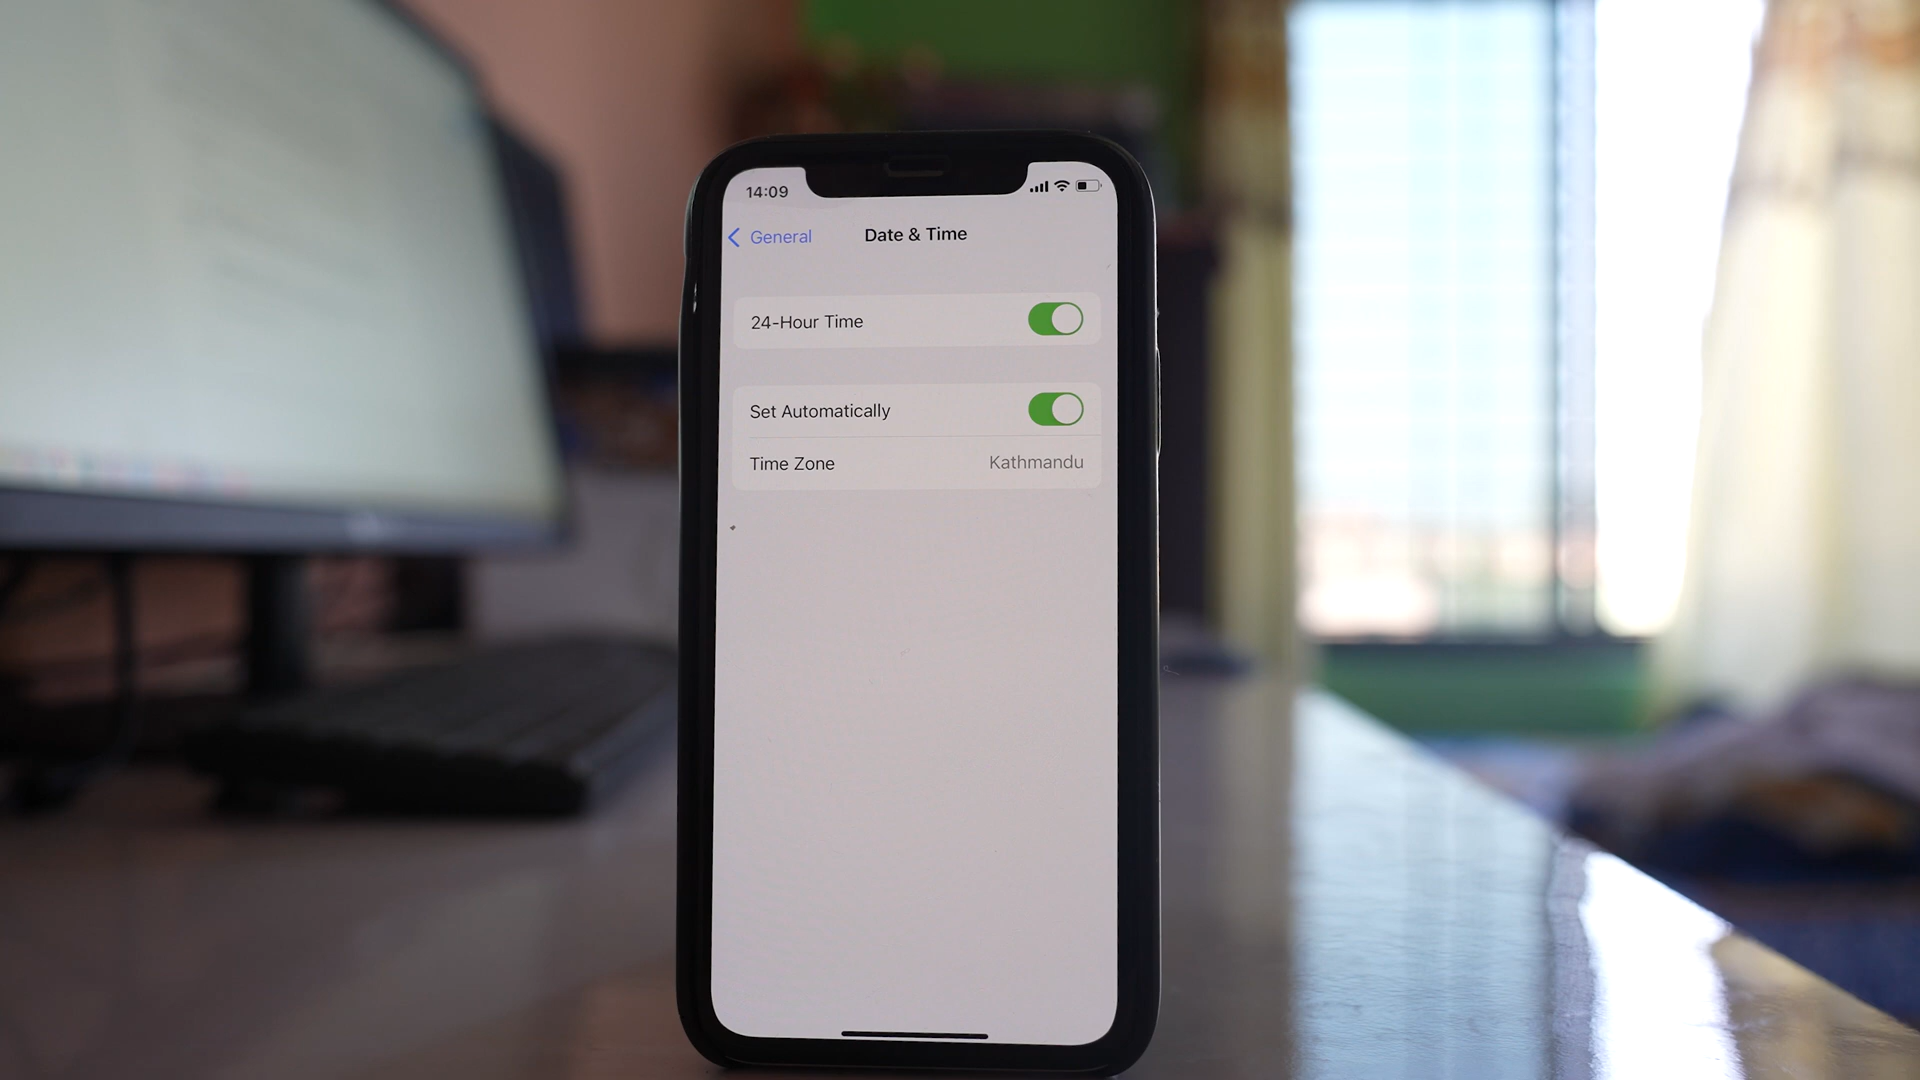 14:09
General
Date & Time
24-Hour Time
Set Automatically
Time Zone
Kathmandu